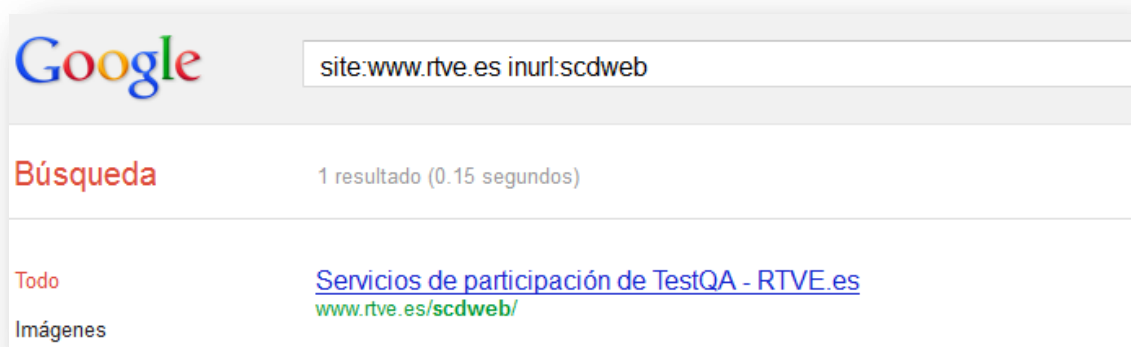 Google
site:www.rtve.es inurl:scdweb
Búsqueda
1 resultado (0.15 segundos)
Todo
Servicios de participación de TestQA - RTVE.es
www.rtve.es/scdweb/
Imágenes